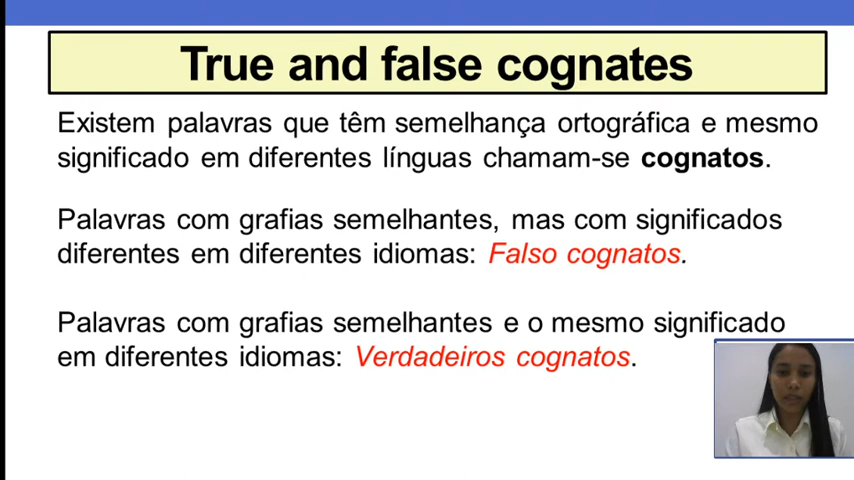 True and false cognates
Existem palavras que têm semelhança ortográfica e mesmo
significado em diferentes línguas chamam-se cognatos.
Palavras com grafias semelhantes, mas com significados
diferentes em diferentes idiomas: Falso cognatos.
Palavras com grafias semelhantes e o mesmo significado
em diferentes idiomas: Verdadeiros cognatos.